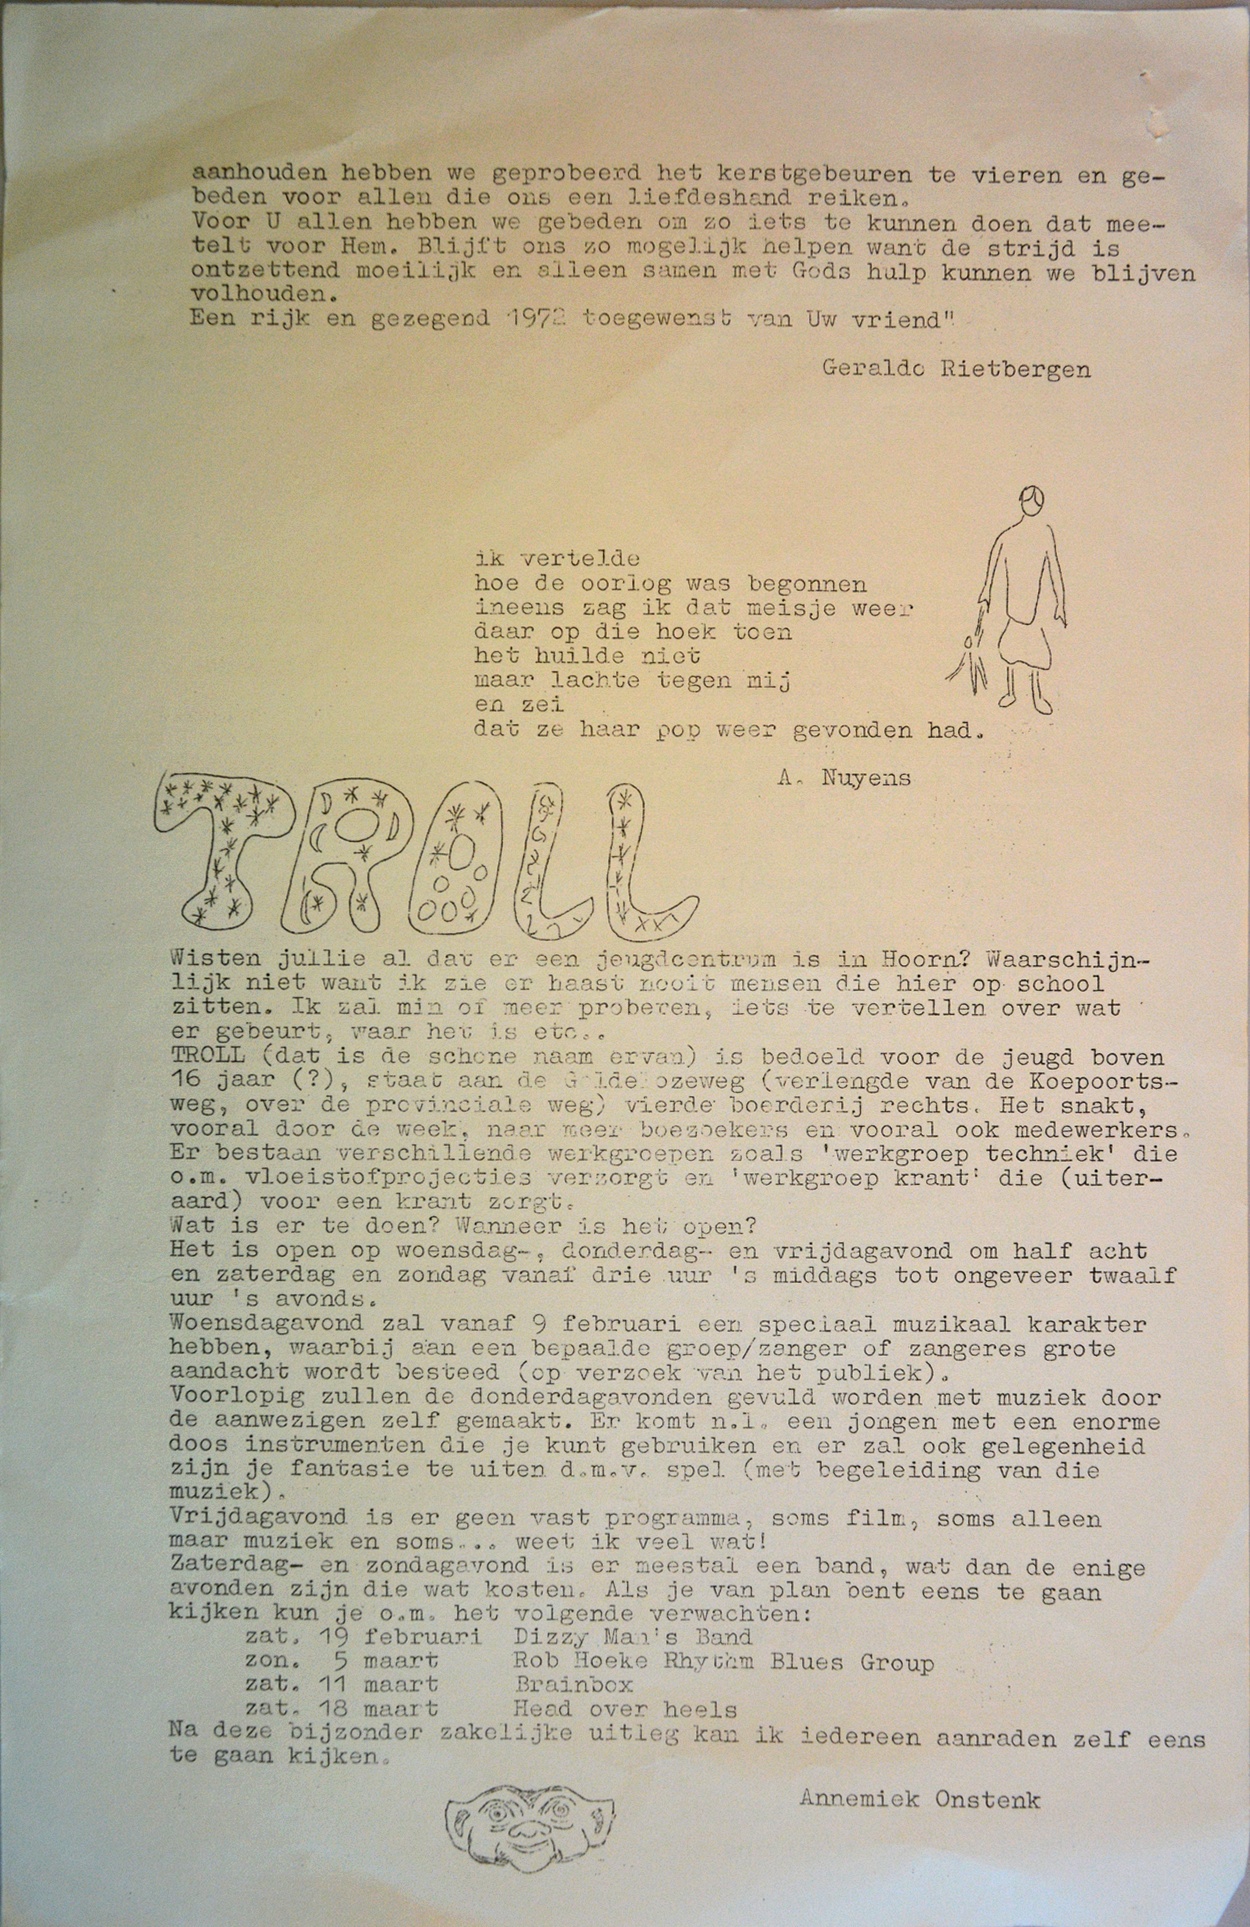 aanhouden hebben we geprobeerd het kerstgebeuren te vieren en ge-
beden voor allen die ons een liefdeshand reiken.
Voor U allen hebben we gebeden om zo iets te kunnen doen dat mee-
telt voor Hem. Blijft ons zo mogelijk helpen want de strijd is
ontzettend moeilijk en alleen samen met Gods hulp kunnen we blijven
volhouden.
Een rijk en gezegend 1972 toegewenst van Uw vriend"
Geraldo Rietbergen
ik vertelde
hoe de oorlog was begonnen
ineens zag ik dat meisje weer
daar op die hoek toen
het huilde niet
maar lachte tegen mij
en zei
dat ze haar pop weer gevonden had.
A. Nuyens
TROLL
Wisten jullie al dat er een jeugdcentrum is in Hoorn? Waarschijn-
lijk niet want ik zie er haast nooit mensen die hier op school
zitten. Ik zal min of meer proberen, iets te vertellen over wat
er gebeurt, waar het is etc..
TROLL (dat is de schone naam ervan) is bedoeld voor de jeugd boven
16 jaar (?), staat aan de (verlengde van de Koepoorts-
weg, over de provinciale weg) vierde boerderij rechts. Het snakt,
vooral door de week, naar meer boezoekers en vooral ook medewerkers.
Er bestaan verschillende werkgroepen zoals 'werkgroep techniek' die
o.m. vloeistofprojecties verzorgt en 'werkgroep krant' die (uiter-
aard) voor een krant zorgt.
Wat is er te doen? Wanneer is het open?
Het is open op woensdag-, donderdag- en vrijdagavond om half acht
en zaterdag en zondag vanaf drie uur 's middags tot ongeveer twaalf
uur 's avonds.
Woensdagavond zal vanaf 9 februari een speciaal muzikaal karakter
hebben, waarbij aan een bepaalde groep/zanger of zangeres grote
aandacht wordt besteed (op verzoek van het publiek).
Voorlopig zullen de donderdagavonden gevuld worden met muziek door
de aanwezigen zelf gemaakt. Er komt n.l. een jongen met een enorme
doos instrumenten die je kunt gebruiken en er zal ook gelegenheid
zijn je fantasie te uiten d.m.v. spel (met begeleiding van die
muziek).
Vrijdagavond is er geen vast programma, soms film, soms alleen
maar muziek en soms... weet ik veel wat!
Zaterdag- en zondagavond is er meestal een band, wat dan de enige
avonden zijn die wat kosten. Als je van plan bent eens te gaan
kijken kun je o.m. het volgende verwachten:
zat. 19 februari Dizzy Man's Band
zon. 5 maart Rob Hoeke Rhythm Blues Group
zat. 11 maart Brainbox
zat. 18 maart Head over heels
Na deze bijzonder zakelijke uitleg kan ik iedereen aanraden zelf eens
te gaan kijken.
Annemiek Onstenk